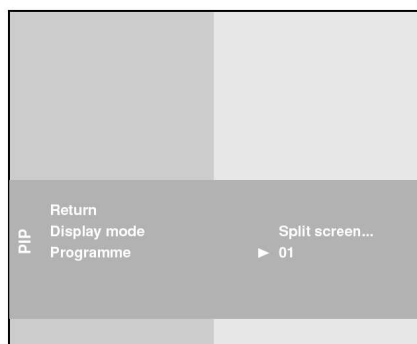 PIP
Return
Display mode Split screen...
Programme ► 01